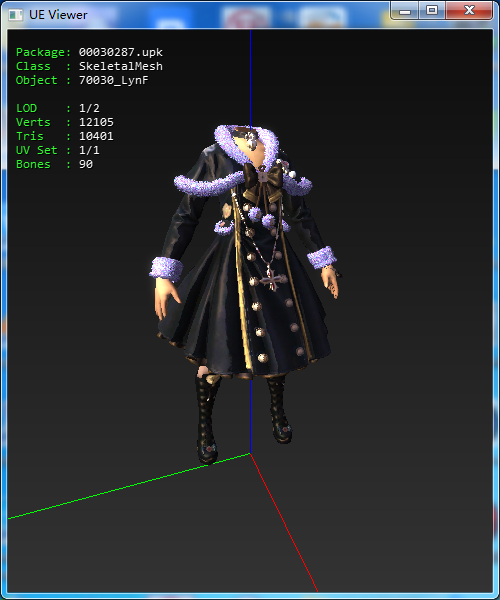 UE Viewer
Package: 00030287.upk
Class : SkeletalMesh
Object : 70030_LynF
LOD : 1/2
Verts : 12105
Tris : 10401
UV Set : 1/1
Bones : 90